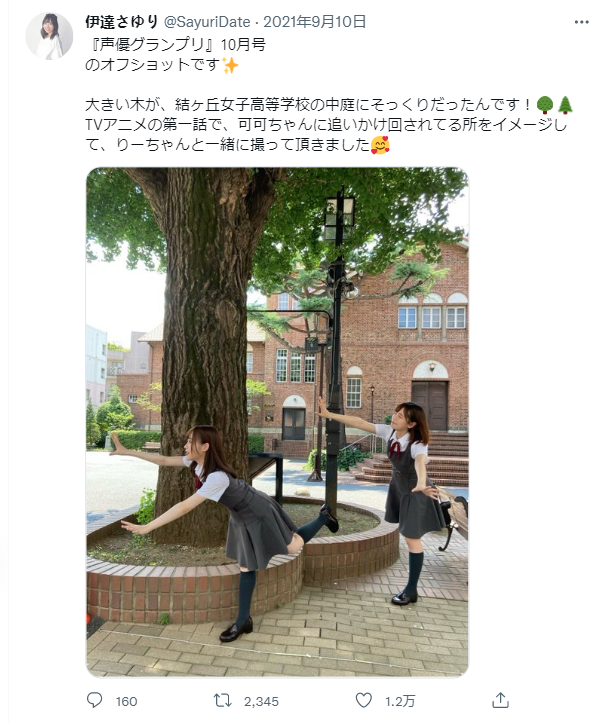 伊達さゆり @SayuriDate · 2021年9月10日
『声優グランプリ』10月号
のオフショットです✨
大きい木が、結ヶ丘女子高等学校の中庭にそっくりだったんです！🌳🌲
TVアニメの第一話で、可可ちゃんに追いかけ回されてる所をイメージし
て、りーちゃんと一緒に撮って頂きました🥰
160 2,345 1.2万